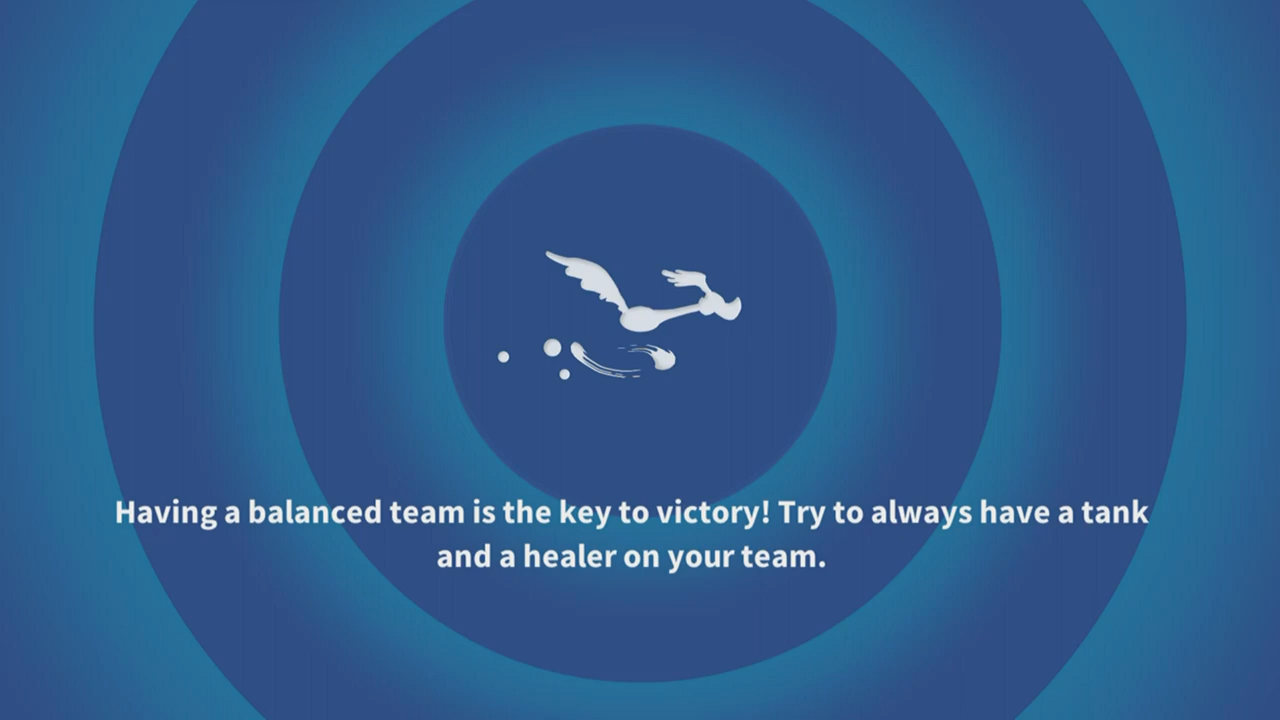 Having a balanced team is the key to victory! Try to always have a tank
and a healer on your team.